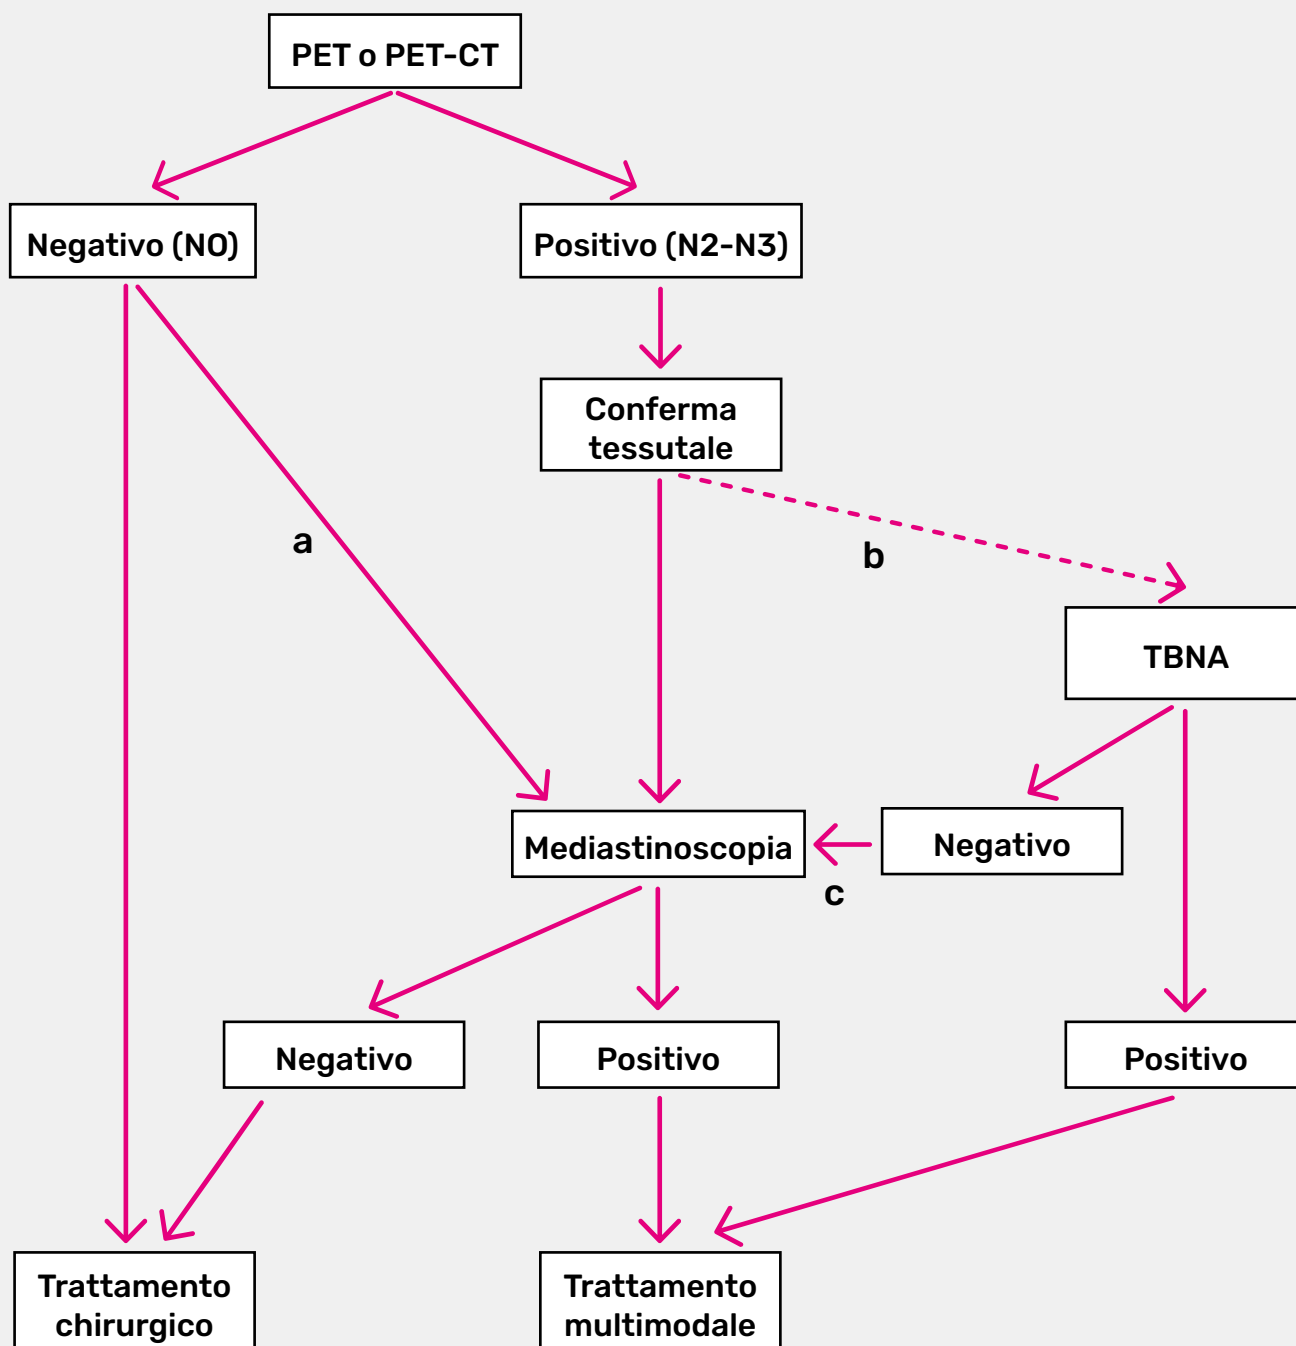 PET o PET-CT
Negativo (NO)
Positivo (N2-N3)
Conferma
tessutale
a
b
TBNA
Mediastinoscopia
Negativo
c
Negativo
Positivo
Positivo
Trattamento
chirurgico
Trattamento
multimodale